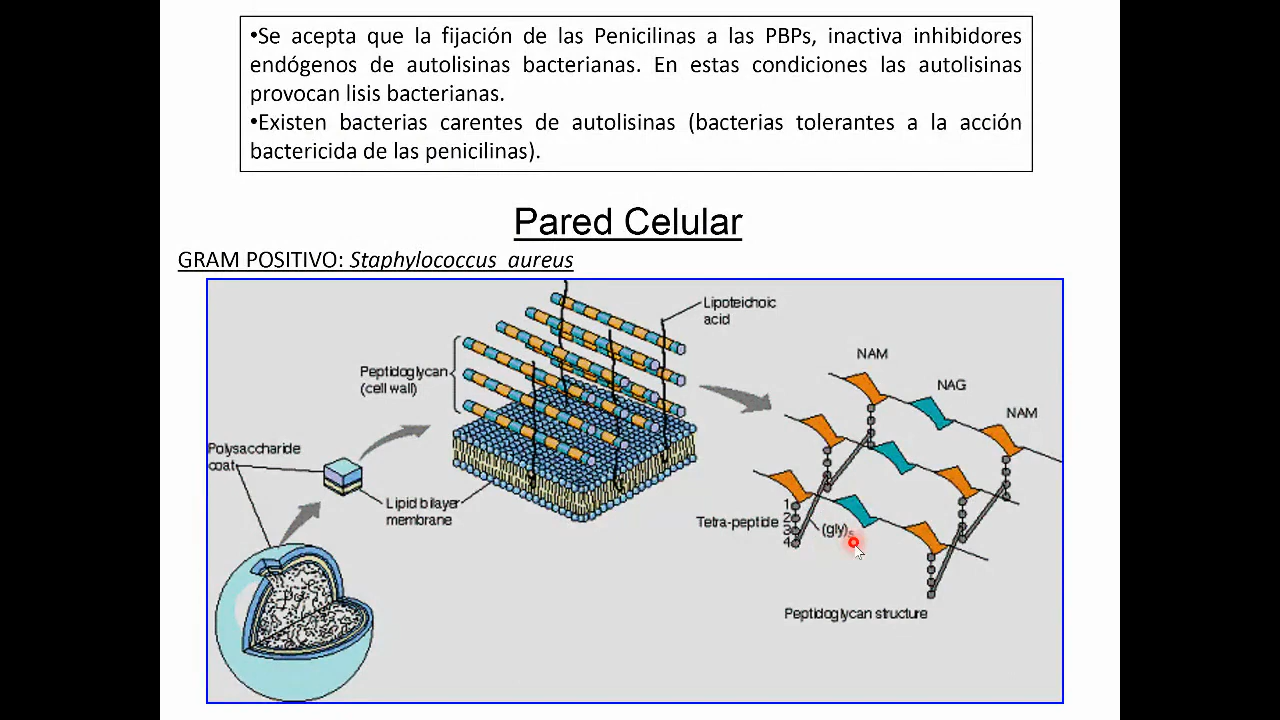 •Se acepta que la fijación de las Penicilinas a las PBPs, inactiva inhibidores
endógenos de autolisinas bacterianas. En estas condiciones las autolisinas
provocan lisis bacterianas.
•Existen bacterias carentes de autolisinas (bacterias tolerantes a la acción
bactericida de las penicilinas).
Pared Celular
GRAM POSITIVO: Staphylococcus aureus
Lipoteichoic
acid
Peptidoglycan
(cell wall)
NAM
NAG
NAM
Polysaccharide
coat
Lipid bilayer
membrane
Tetra-peptide
1
2
3
4
(gly)5
Peptidoglycan structure